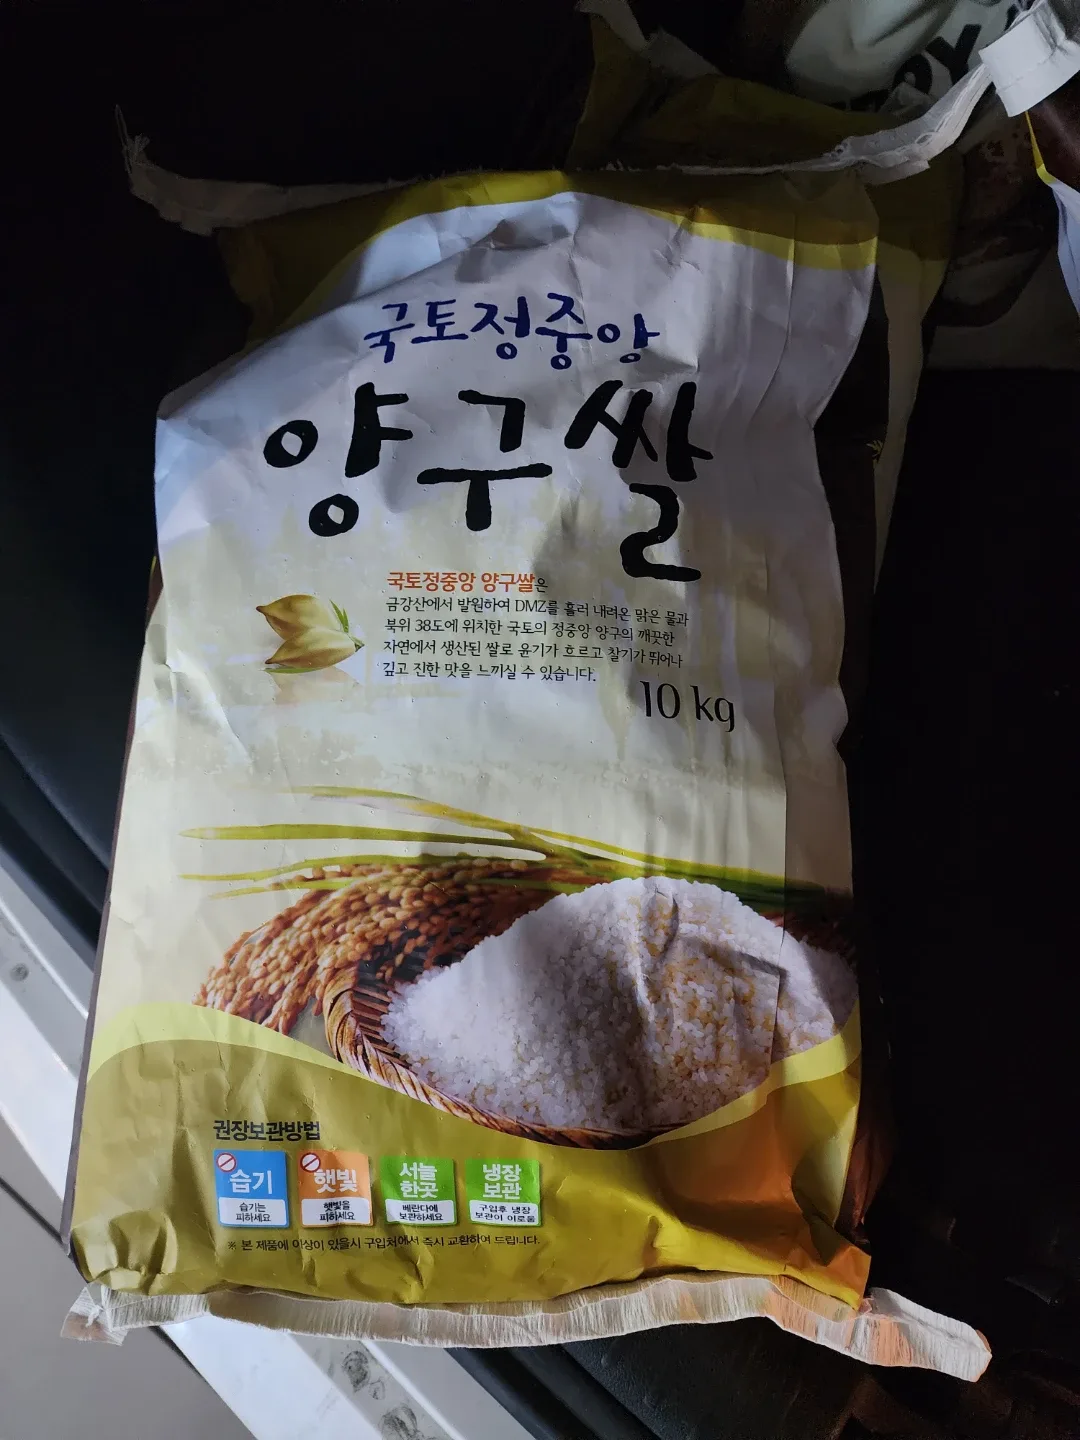 국토정중앙
양구쌀
국토정중앙 양구쌀은
금강산에서 발원하여 DMZ를 흘러 내려온 맑은 물과
북위 38도에 위치한 국토의 정중앙 양구의 깨끗한
자연에서 생산된 쌀로 윤기가 흐르고 찰기가 뛰어나
깊고 진한 맛을 느끼실 수 있습니다.
10 kg
권장보관방법
습기
습기는
피하세요
햇빛
햇빛을
피하세요
서늘
한곳
베란다에
보관하세요
냉장
보관
구입후 냉장
보관이 이로움
※ 본 제품에 이상이 있을시 구입처에서 즉시 교환하여 드립니다.